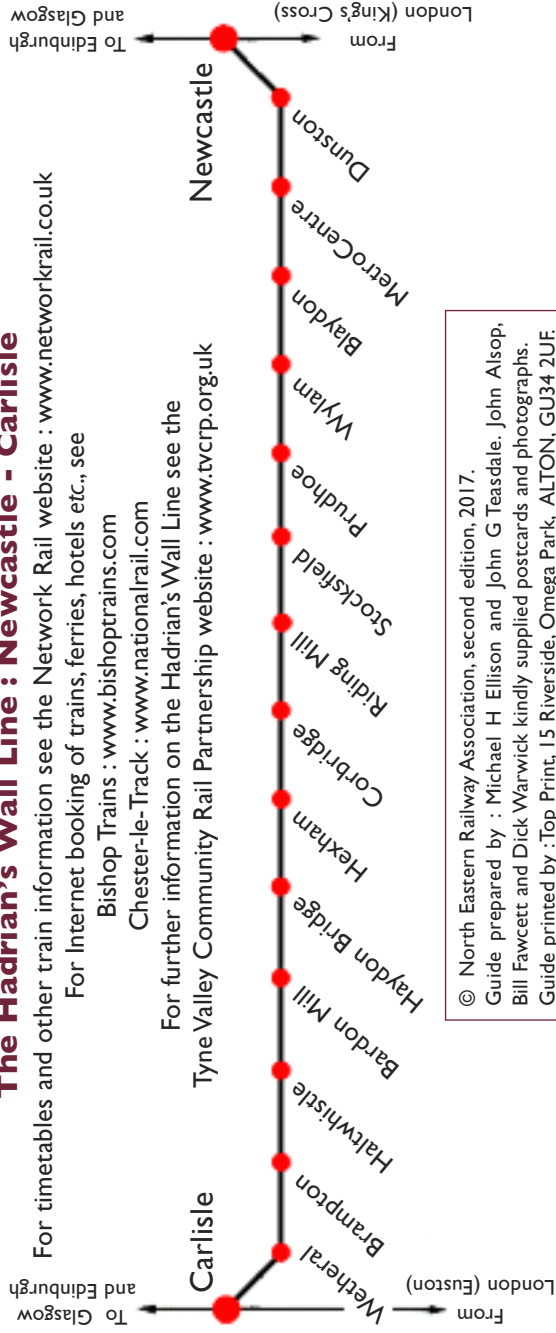 The Hadrian's Wall Line : Newcastle - Carlisle
For timetables and other train information see the Network Rail website : www.networkrail.co.uk
For Internet booking of trains, ferries, hotels etc., see
Bishop Trains : www.bishoptrains.com
Chester-le-Track : www.nationalrail.com
For further information on the Hadrian's Wall Line see the
Tyne Valley Community Rail Partnership website : www.tvcrp.org.uk
To Glasgow
and Edinburgh
Carlisle
From
London (Euston)
Wetheral
Brampton
Haltwhistle
Bardon Mill
Haydon Bridge
Hexham
Corbridge
Riding Mill
Stocksfield
Prudhoe
Wylam
Blaydon
MetroCentre
Dunston
Newcastle
To Edinburgh
and Glasgow
From
London (King's Cross)
© North Eastern Railway Association, second edition, 2017.
Guide prepared by : Michael H Ellison and John G Teasdale. John Alsop,
Bill Fawcett and Dick Warwick kindly supplied postcards and photographs.
Guide printed by : Top Print, 15 Riverside, Omega Park, ALTON, GU34 2UF.